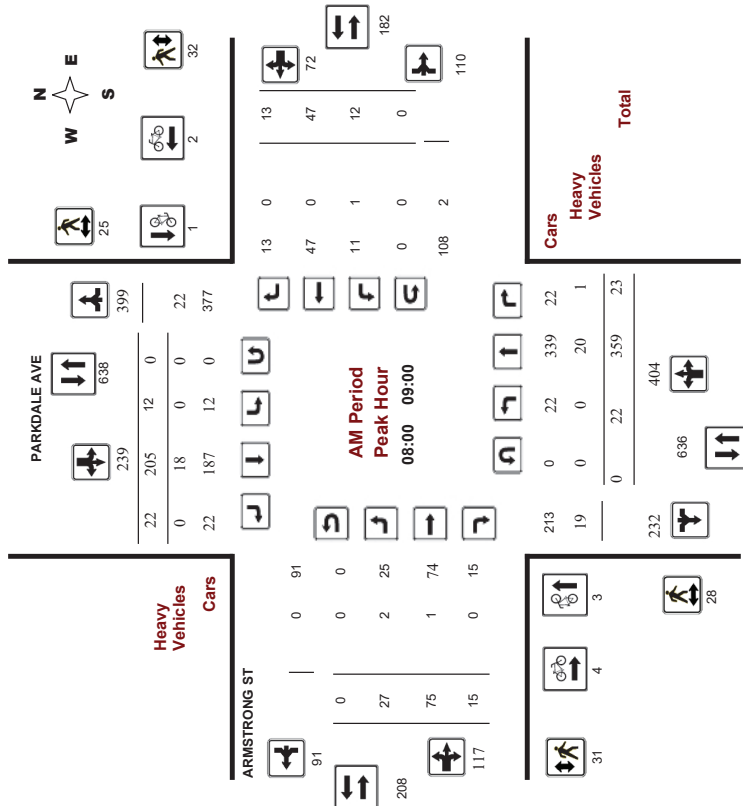 N
W E
S
32
2
25
1
PARKDALE AVE
638
399
239
22 205 12 0
0 18 0 0 22
22 187 12 0 377
Heavy
Vehicles
Cars
182
72
110
13 0 13
47 0 47
12 1 11
0 0 0
2 108
AM Period
Peak Hour
08:00 09:00
ARMSTRONG ST
91
208
117
0 91
0 0 0
27 2 25
75 1 74
15 0 15
Cars
Heavy
Vehicles
Total
213 0 22 339 22
19 0 0 20 1
0 22 359 23
232
404
636
3
4
28
31